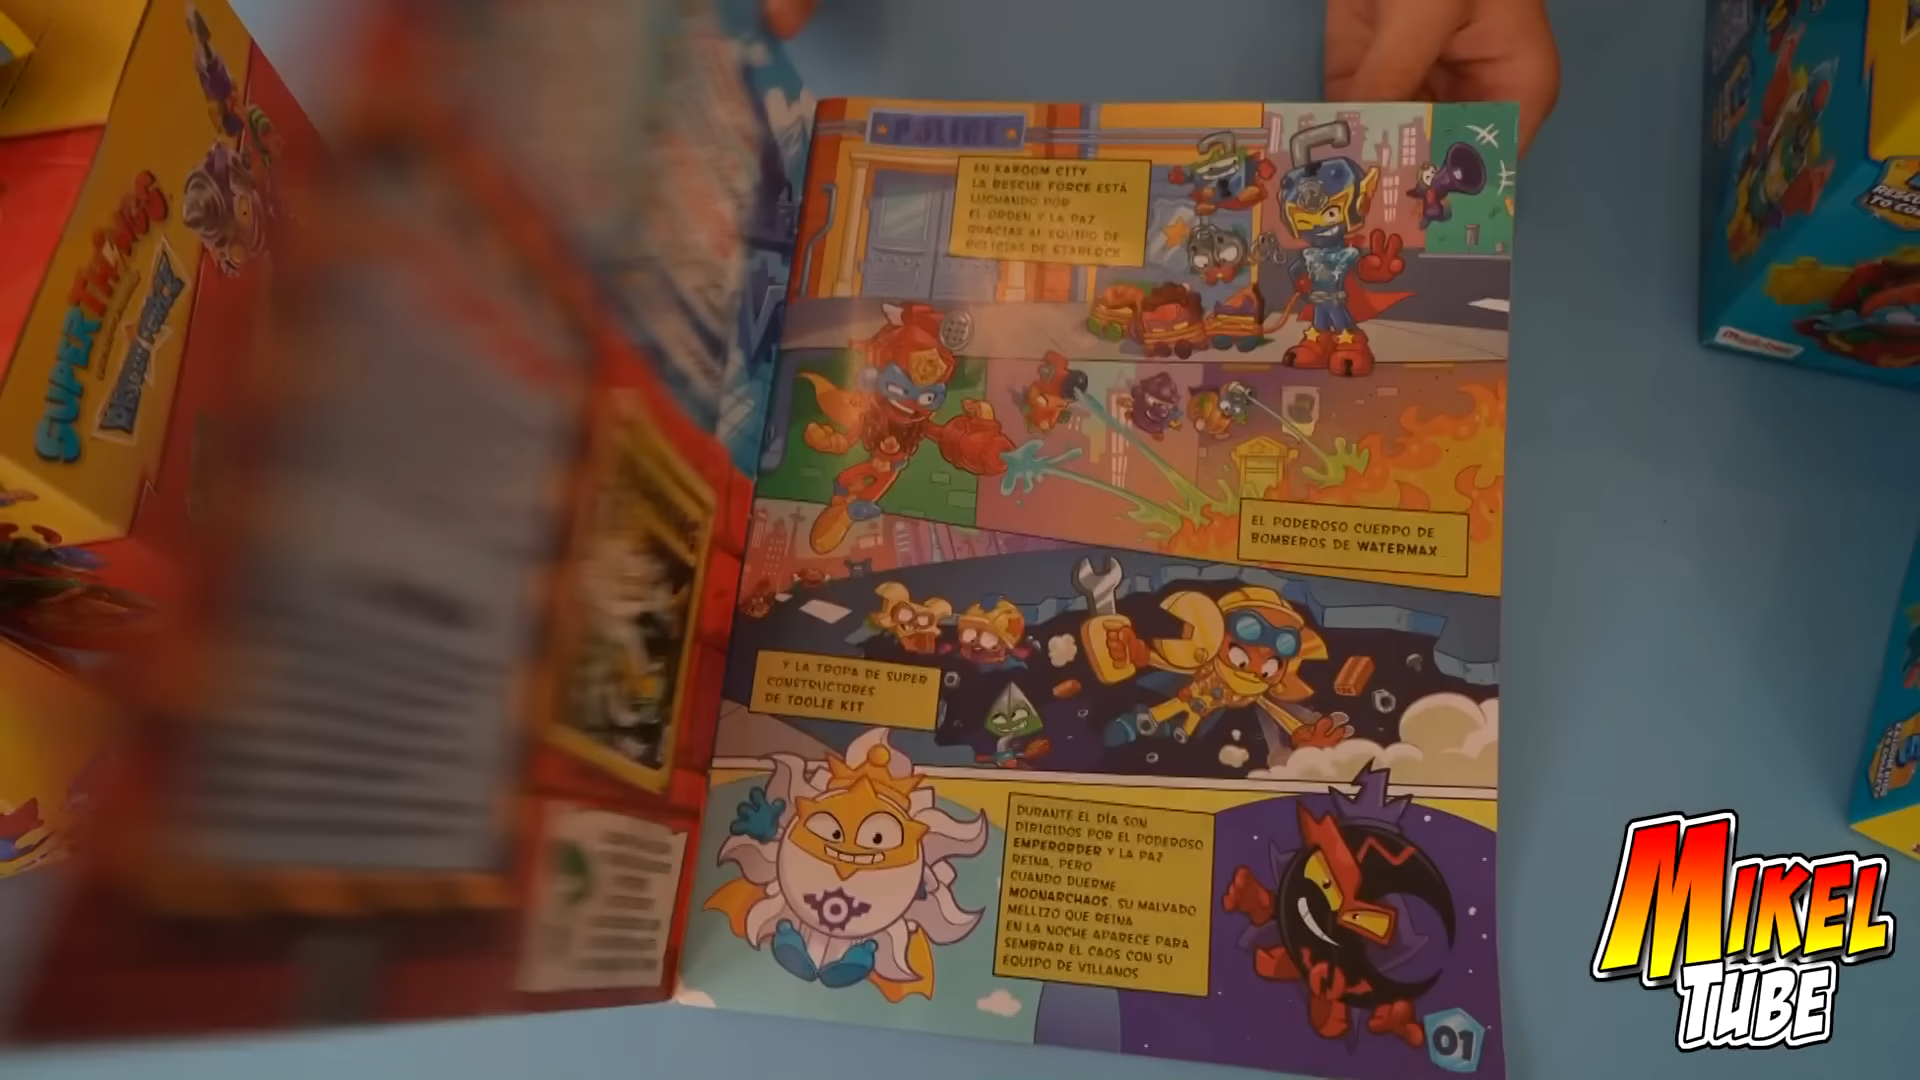 SUPERTHINGS
RESCUE FORCE
POLICE
EN KABOOM CITY
LA RESCUE FORCE ESTÁ
LUCHANDO POR
EL ORDEN Y LA PAZ
GRACIAS AL EQUIPO DE
POLICÍAS DE STARLOCK
EL PODEROSO CUERPO DE
BOMBEROS DE WATERMAX
Y LA TROPA DE SUPER
CONSTRUCTORES
DE TOOLIE KIT
DURANTE EL DÍA SON
DIRIGIDOS POR EL PODEROSO
EMPERORDER Y LA PAZ
REINA, PERO
CUANDO DUERME
MOONARCHAOS, SU MALVADO
MELLIZO QUE REINA
EN LA NOCHE APARECE PARA
SEMBRAR EL CAOS CON SU
EQUIPO DE VILLANOS
01
MIKEL
TUBE